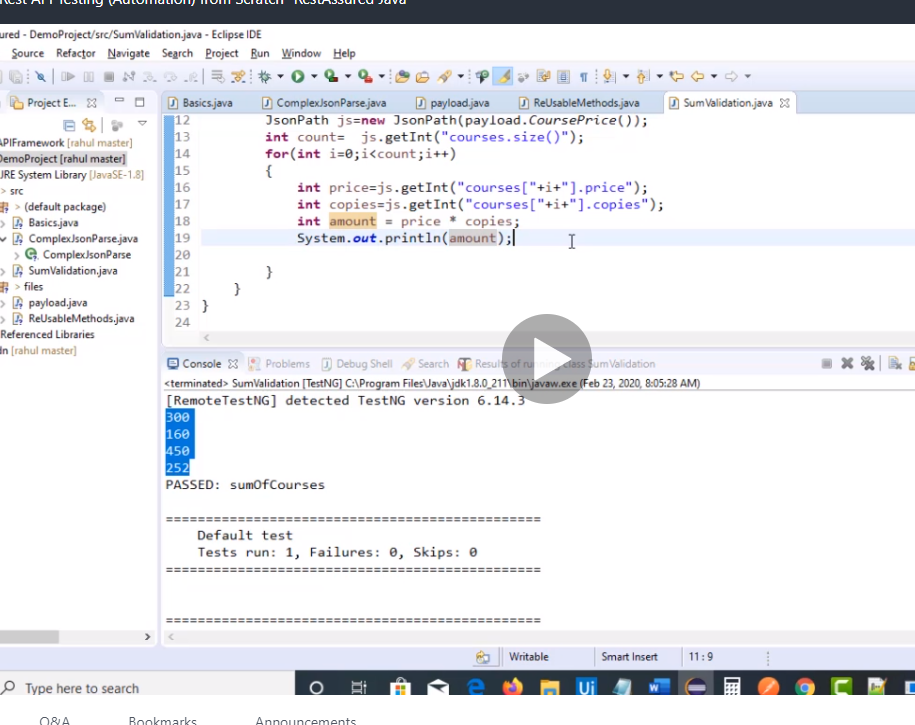 Rest API Testing (Automation) from Scratch- RestAssured Java
ured - DemoProject/src/SumValidation.java - Eclipse IDE
Source Refactor Navigate Search Project Run Window Help
Project E...
Basics.java ComplexJsonParse.java payload.java ReUsableMethods.java SumValidation.java
APIFramework [rahul master]
DemoProject [rahul master]
JRE System Library [JavaSE-1.8]
> src
> (default package)
Basics.java
ComplexJsonParse.java
ComplexJsonParse
SumValidation.java
> files
payload.java
ReUsableMethods.java
Referenced Libraries
dn [rahul master]
12 JsonPath js=new JsonPath(payload.CoursePrice());
13 int count= js.getInt("courses.size()");
14 for(int i=0;i<count;i++)
15 {
16 int price=js.getInt("courses["+i+"].price");
17 int copies=js.getInt("courses["+i+"].copies");
18 int amount = price * copies;
19 System.out.println(amount);
20
21 }
22 }
23 }
24
Console Problems Debug Shell Search Results of running class SumValidation
<terminated> SumValidation [TestNG] C:\Program Files\Java\jdk1.8.0_211\bin\javaw.exe (Feb 23, 2020, 8:05:28 AM)
[RemoteTestNG] detected TestNG version 6.14.3
300
160
450
252
PASSED: sumOfCourses
===============================================
Default test
Tests run: 1, Failures: 0, Skips: 0
===============================================
===============================================
Writable Smart Insert 11 : 9
Type here to search
Q&A Bookmarks Announcements